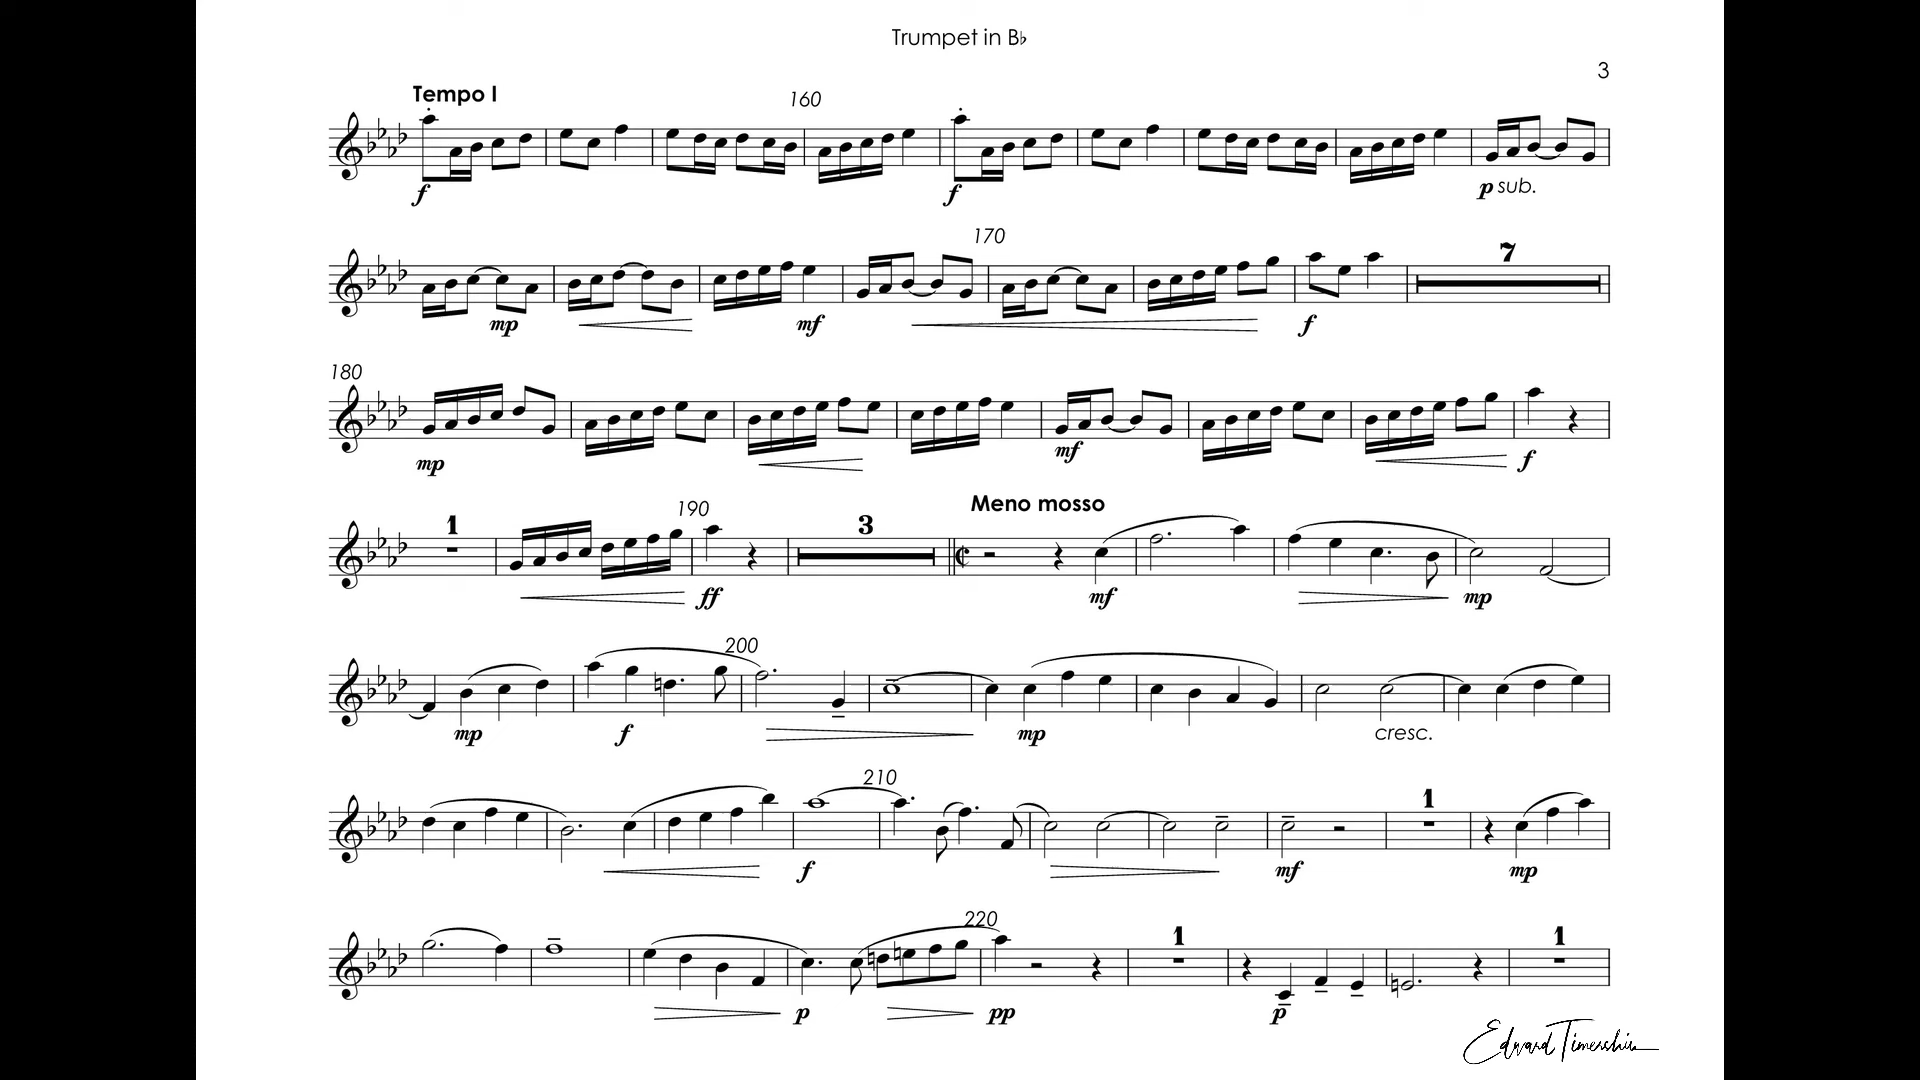 Trumpet in B♭
3
Tempo I
160
f f p sub.
170
7
mp mf f
180
mp mf f
190
Meno mosso
1 3
ff mf mp
200
mp f mp cresc.
210
1
f mf mp
220
1 1
p pp p
Edward Timershin